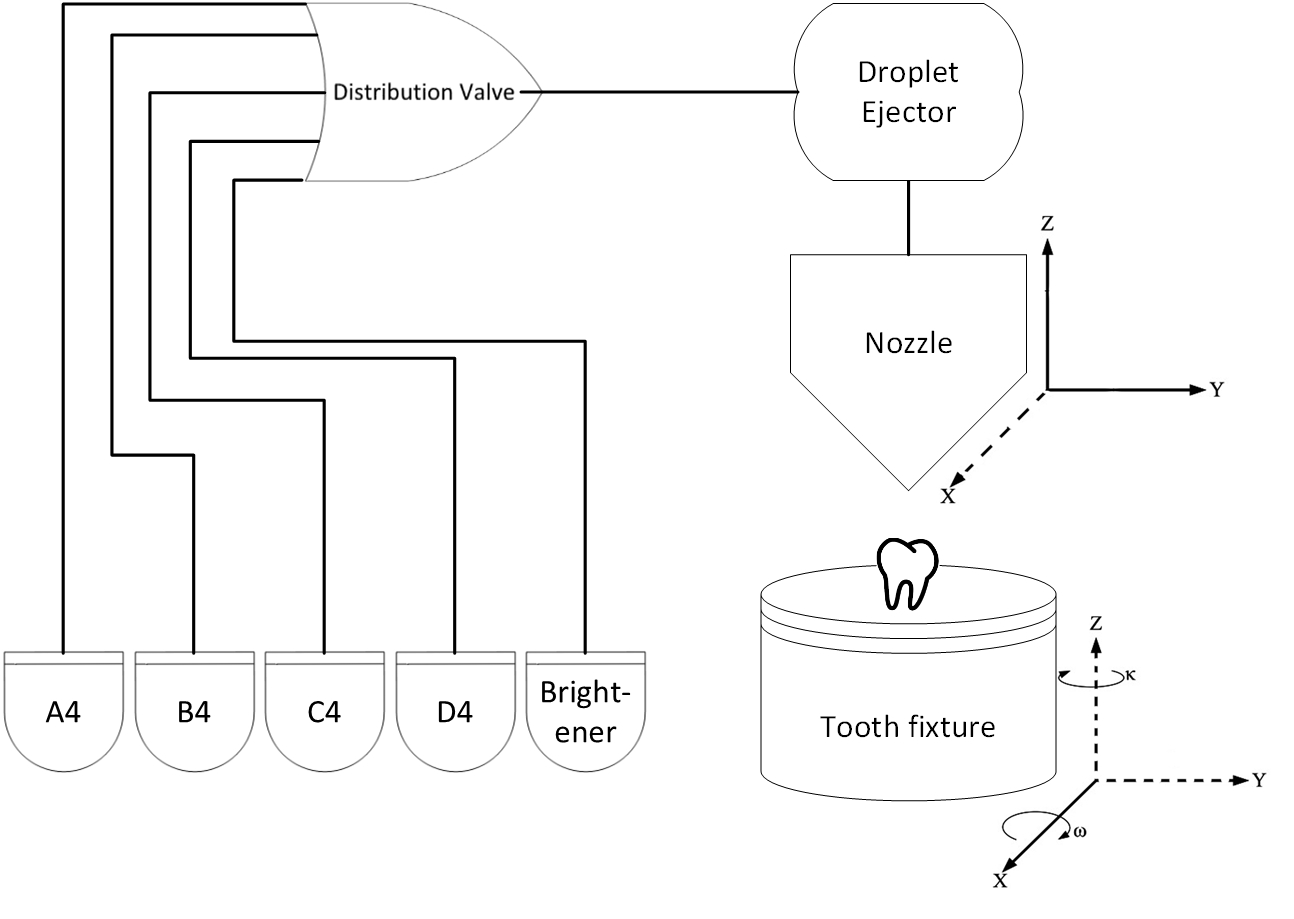 Distribution Valve
Droplet
Ejector
Z
Nozzle
Y
X
Z
κ
A4
B4
C4
D4
Bright-
ener
Tooth fixture
Y
ω
X